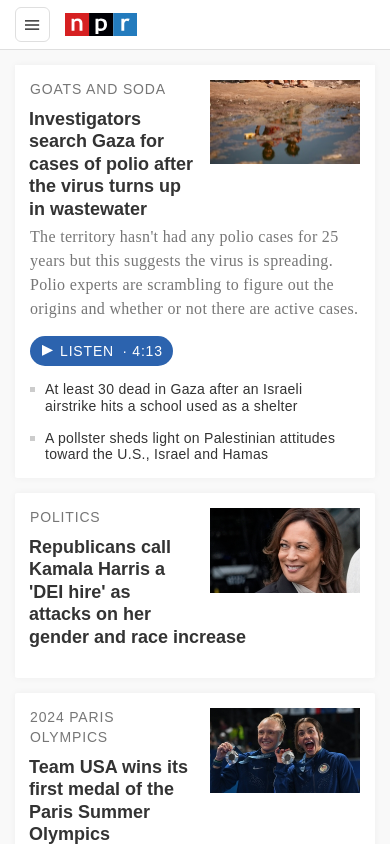 npr
GOATS AND SODA
Investigators
search Gaza for
cases of polio after
the virus turns up
in wastewater
The territory hasn't had any polio cases for 25
years but this suggests the virus is spreading.
Polio experts are scrambling to figure out the
origins and whether or not there are active cases.
LISTEN · 4:13
At least 30 dead in Gaza after an Israeli
airstrike hits a school used as a shelter
A pollster sheds light on Palestinian attitudes
toward the U.S., Israel and Hamas
POLITICS
Republicans call
Kamala Harris a
'DEI hire' as
attacks on her
gender and race increase
2024 PARIS
OLYMPICS
Team USA wins its
first medal of the
Paris Summer
Olympics